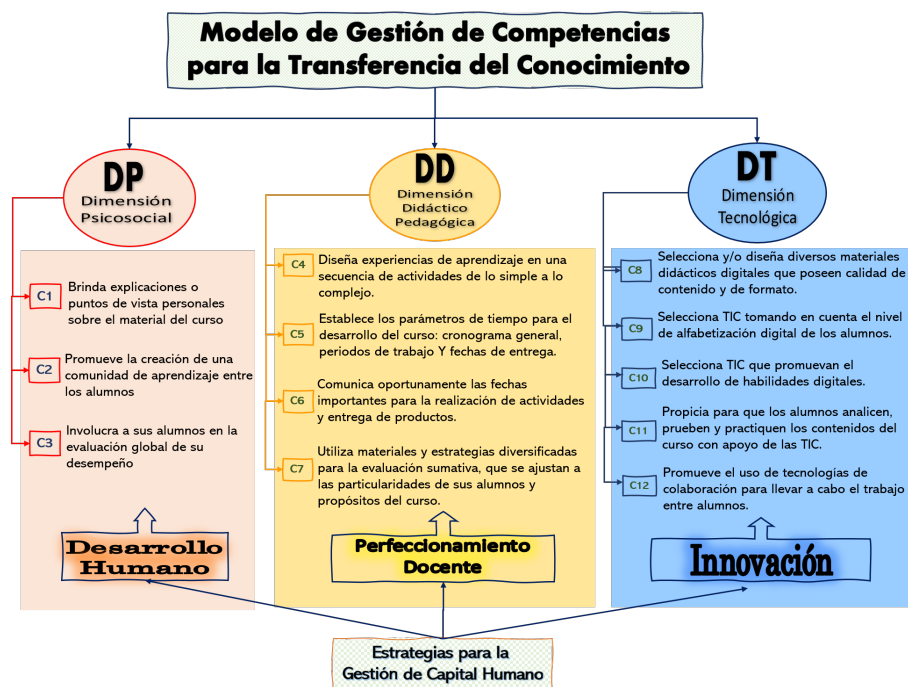 Modelo de Gestión de Competencias
para la Transferencia del Conocimiento
DP
Dimensión
Psicosocial
C1
Brinda explicaciones o
puntos de vista personales
sobre el material del curso
C2
Promueve la creación de una
comunidad de aprendizaje entre
los alumnos
C3
Involucra a sus alumnos en la
evaluación global de su
desempeño
Desarrollo
Humano
DD
Dimensión
Didáctico
Pedagógica
C4
Diseña experiencias de aprendizaje en una
secuencia de actividades de lo simple a lo
complejo.
C5
Establece los parámetros de tiempo para el
desarrollo del curso: cronograma general,
periodos de trabajo Y fechas de entrega.
C6
Comunica oportunamente las fechas
importantes para la realización de actividades
y entrega de productos.
C7
Utiliza materiales y estrategias diversificadas
para la evaluación sumativa, que se ajustan a
las particularidades de sus alumnos y
propósitos del curso.
Perfeccionamiento
Docente
DT
Dimensión
Tecnológica
C8
Selecciona y/o diseña diversos materiales
didácticos digitales que poseen calidad de
contenido y de formato.
C9
Selecciona TIC tomando en cuenta el nivel
de alfabetización digital de los alumnos.
C10
Selecciona TIC que promuevan el
desarrollo de habilidades digitales.
C11
Propicia para que los alumnos analicen,
prueben y practiquen los contenidos del
curso con apoyo de las TIC.
C12
Promueve el uso de tecnologías de
colaboración para llevar a cabo el trabajo
entre alumnos.
Innovación
Estrategias para la
Gestión de Capital Humano